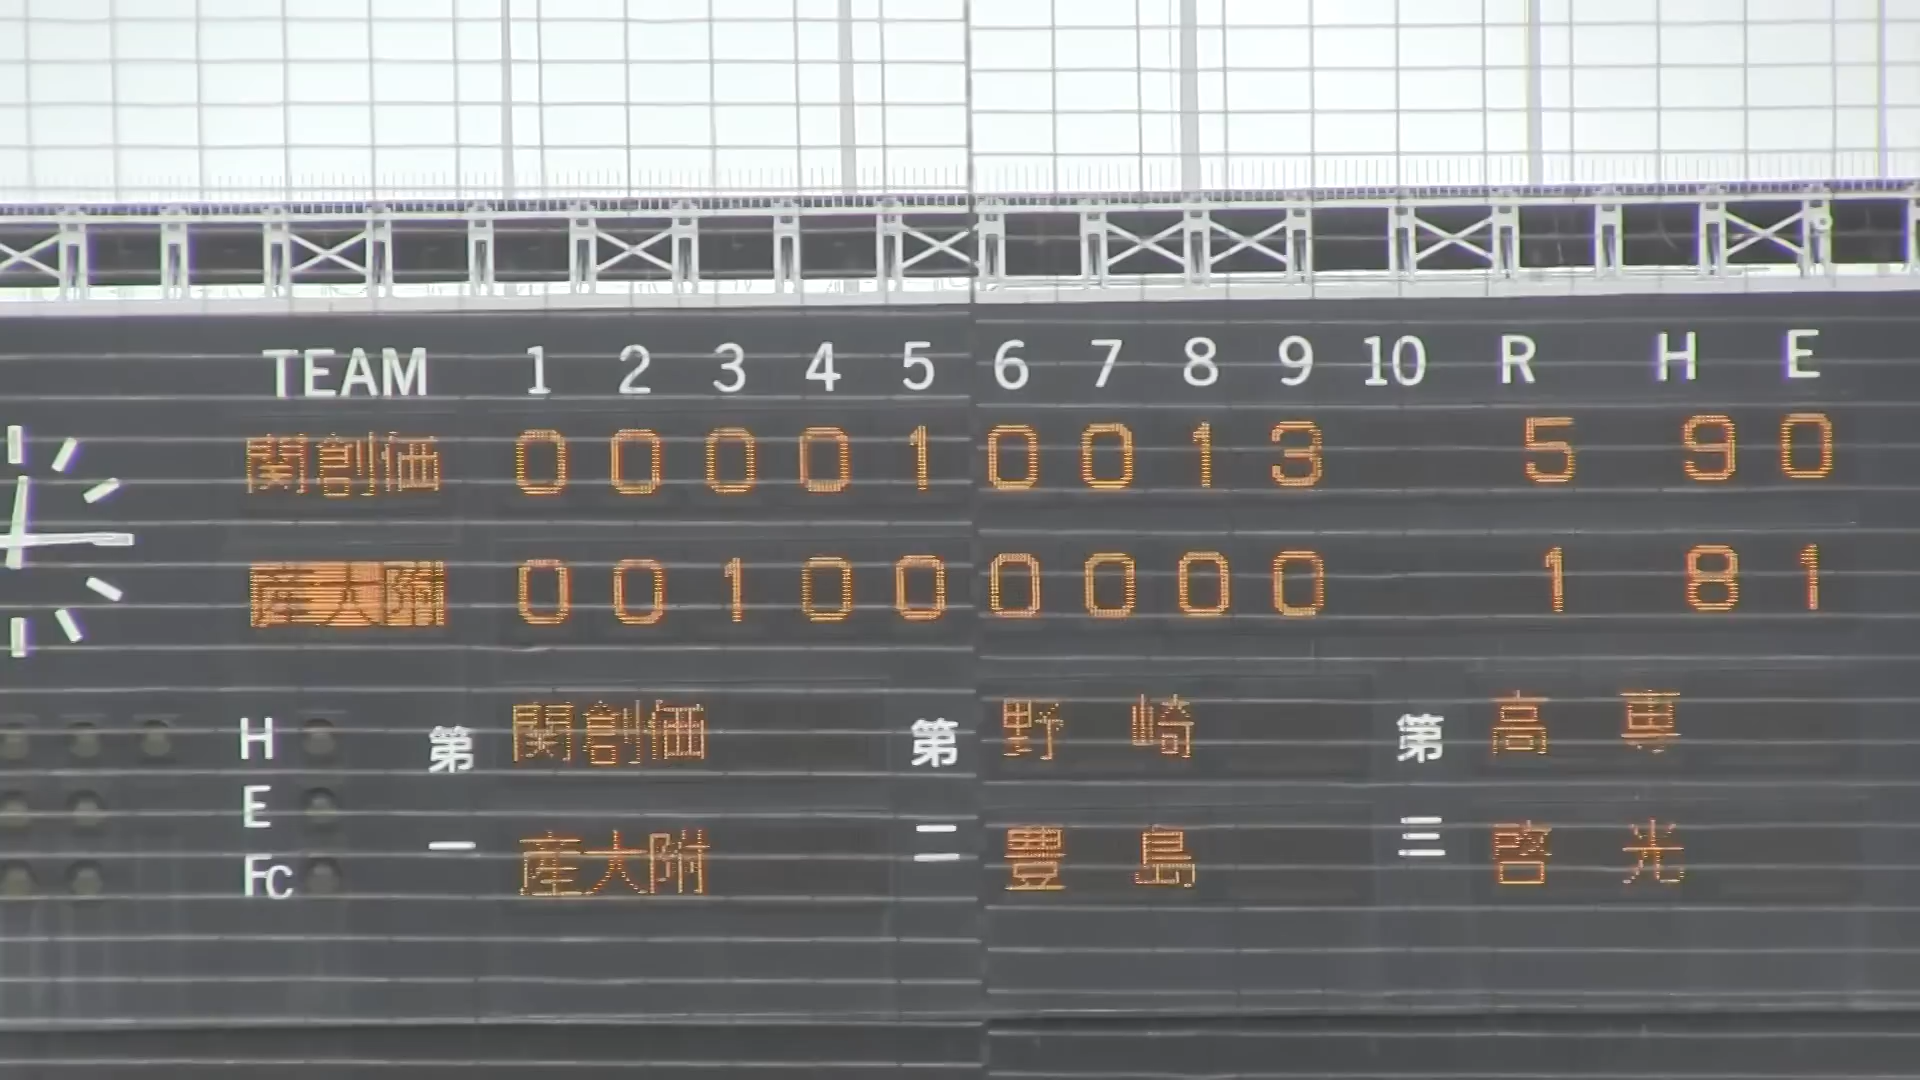 TEAM 1 2 3 4 5 6 7 8 9 10 R H E
関創価 0 0 0 0 1 0 0 1 3 5 9 0
産大附 0 0 1 0 0 0 0 0 0 1 8 1
H 第一 関創価 第二 野崎 第三 高専
E
Fc 産大附 豊島 啓光